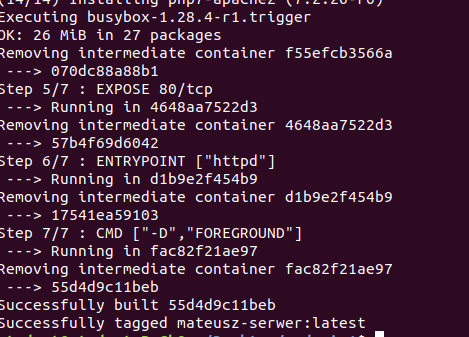 (14/14) Installing php7-apache2 (7.2.26-r0)
Executing busybox-1.28.4-r1.trigger
OK: 26 MiB in 27 packages
Removing intermediate container f55efcb3566a
 ---> 070dc88a88b1
Step 5/7 : EXPOSE 80/tcp
 ---> Running in 4648aa7522d3
Removing intermediate container 4648aa7522d3
 ---> 57b4f69d6042
Step 6/7 : ENTRYPOINT ["httpd"]
 ---> Running in d1b9e2f454b9
Removing intermediate container d1b9e2f454b9
 ---> 17541ea59103
Step 7/7 : CMD ["-D","FOREGROUND"]
 ---> Running in fac82f21ae97
Removing intermediate container fac82f21ae97
 ---> 55d4d9c11beb
Successfully built 55d4d9c11beb
Successfully tagged mateusz-serwer:latest